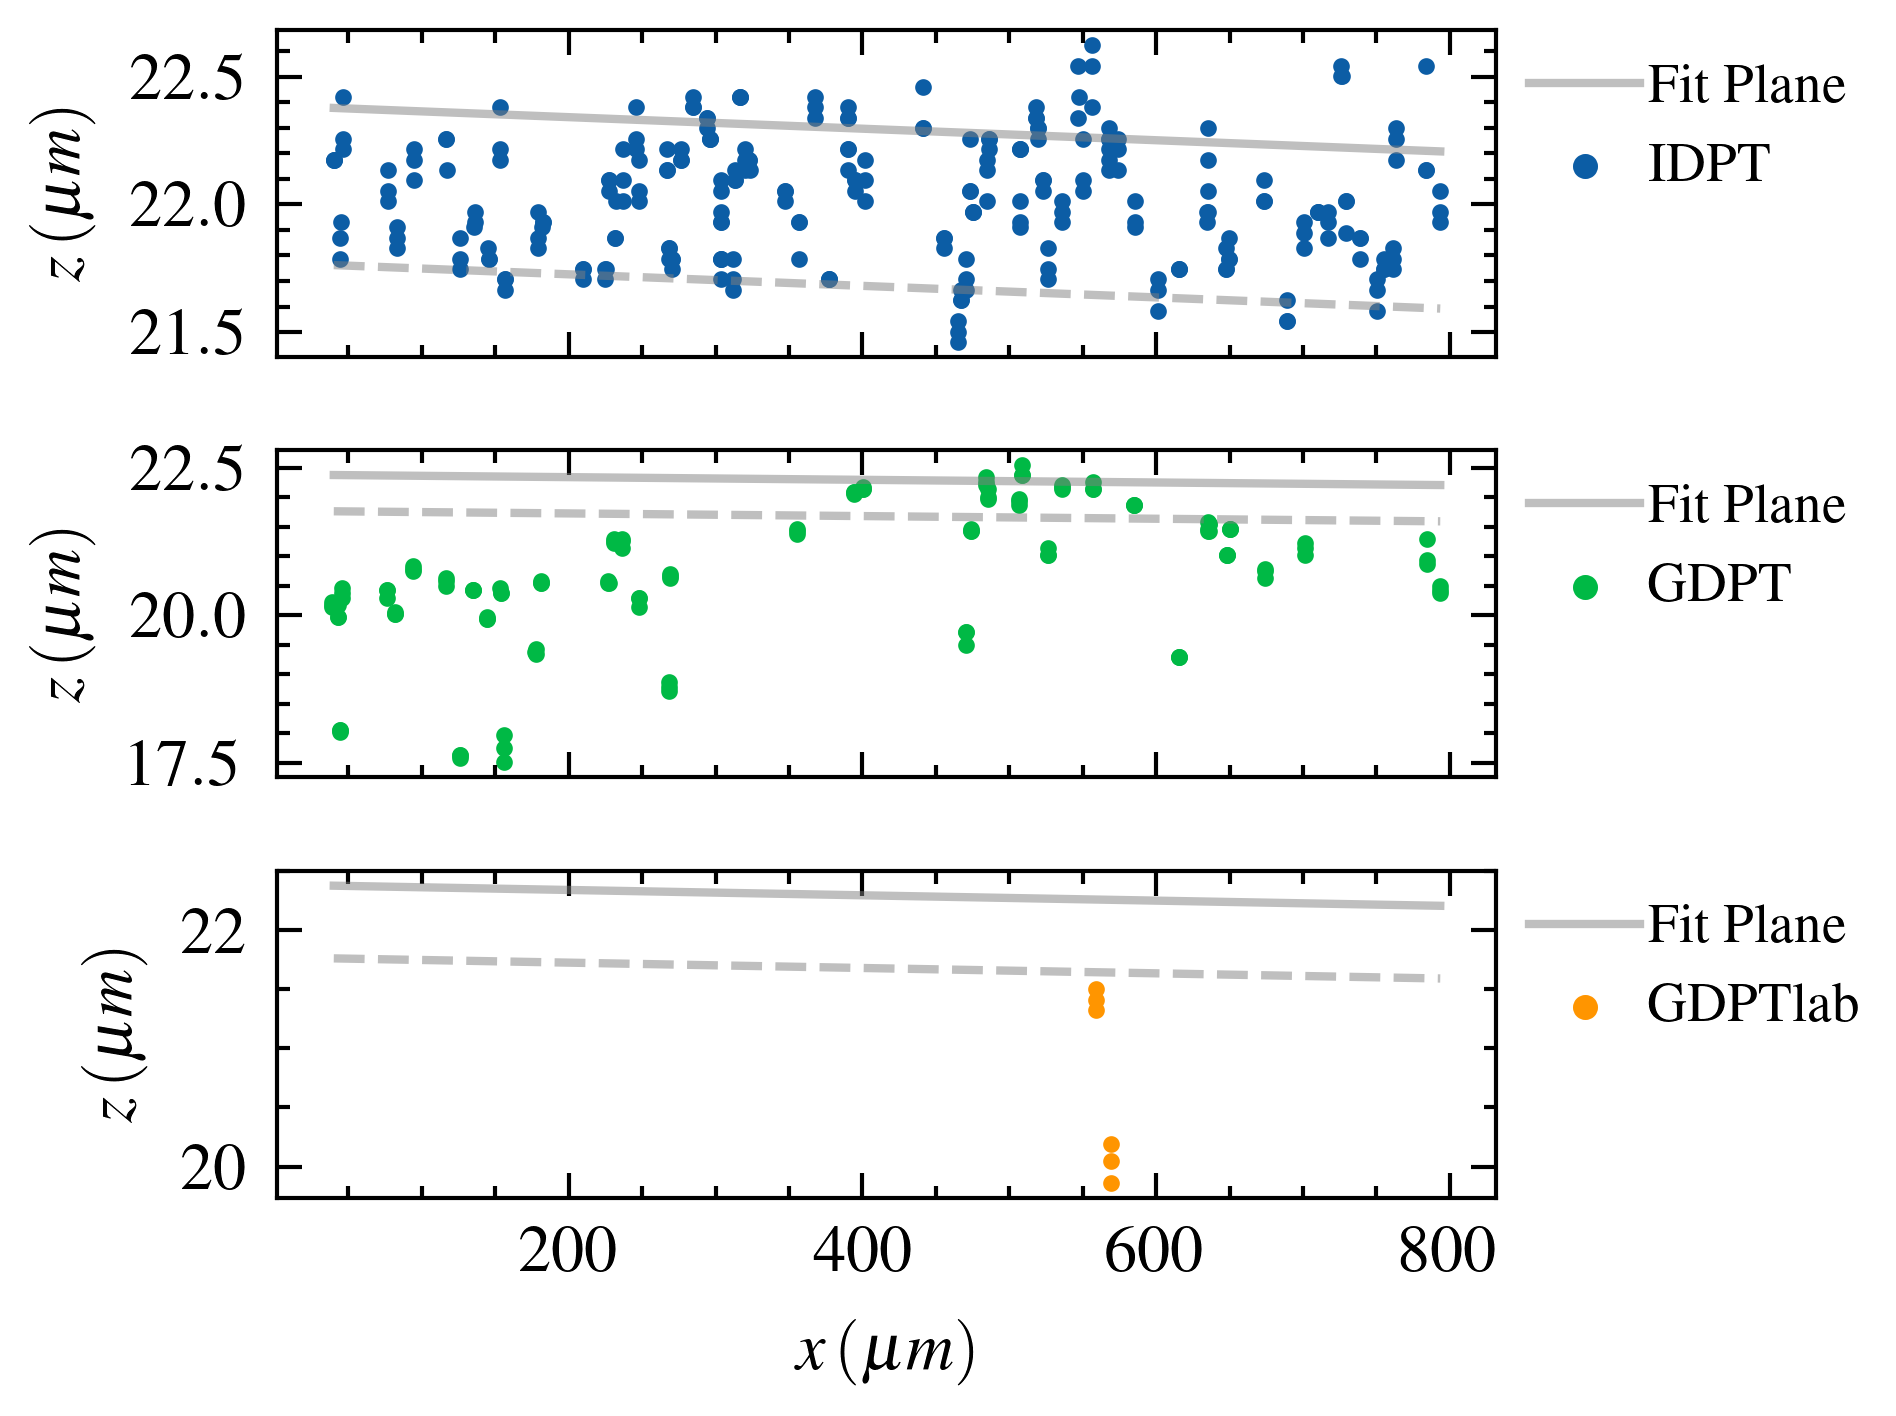 22.5
22.0
21.5
z (μm)
Fit Plane
IDPT
22.5
20.0
17.5
z (μm)
Fit Plane
GDPT
22
20
z (μm)
Fit Plane
GDPTlab
200 400 600 800
x (μm)